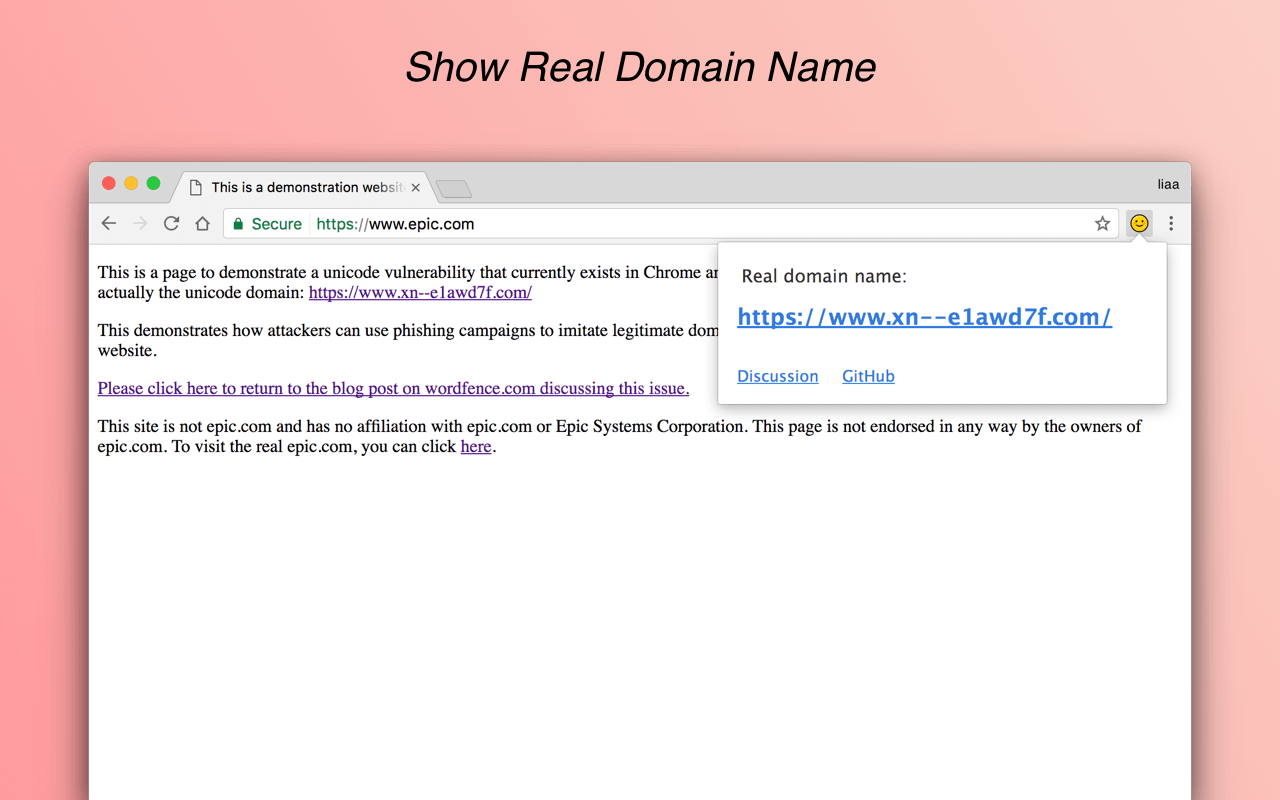 Show Real Domain Name
This is a demonstration websit
liaa
Secure
https://www.epic.com
This is a page to demonstrate a unicode vulnerability that currently exists in Chrome
actually the unicode domain: https://www.xn--e1awd7f.com/
This demonstrates how attackers can use phishing campaigns to imitate legitimate
website.
Please click here to return to the blog post on wordfence.com discussing this issue.
This site is not epic.com and has no affiliation with epic.com or Epic Systems Corporation. This page is not endorsed in any way by the owners of
epic.com. To visit the real epic.com, you can click here.
Real domain name:
https://www.xn--e1awd7f.com/
Discussion GitHub